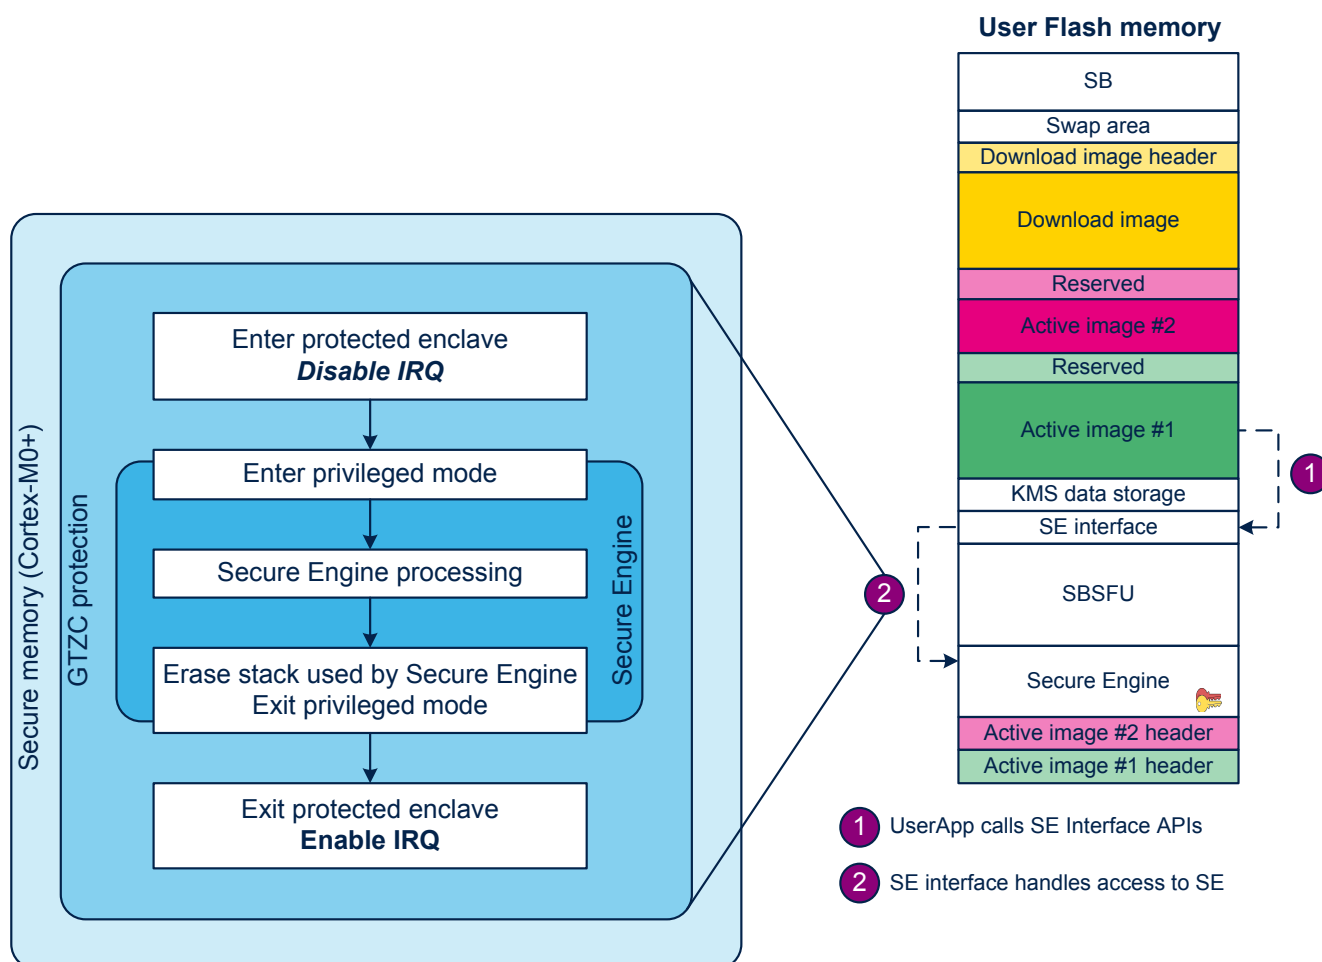 User Flash memory
SB
Swap area
Download image header
Download image
Reserved
Active image #2
Reserved
Active image #1
KMS data storage
SE interface
SBSFU
Secure Engine
Active image #2 header
Active image #1 header
1
2
1 UserApp calls SE Interface APIs
2 SE interface handles access to SE
Secure memory (Cortex-M0+)
GTZC protection
Secure Engine
Enter protected enclave
Disable IRQ
Enter privileged mode
Secure Engine processing
Erase stack used by Secure Engine
Exit privileged mode
Exit protected enclave
Enable IRQ